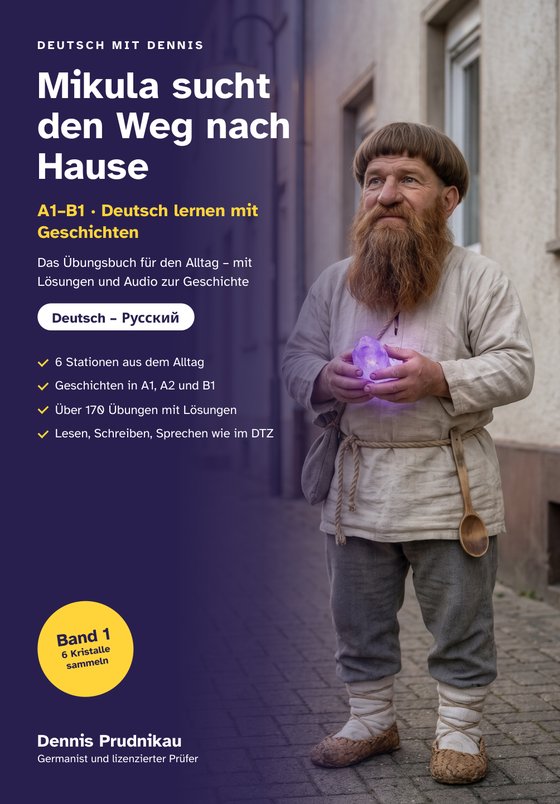 DEUTSCH MIT DENNIS
Mikula sucht
den Weg nach
Hause
A1–B1 · Deutsch lernen mit
Geschichten
Das Übungsbuch für den Alltag – mit
Lösungen und Audio zur Geschichte
Deutsch – Русский
6 Stationen aus dem Alltag
Geschichten in A1, A2 und B1
Über 170 Übungen mit Lösungen
Lesen, Schreiben, Sprechen wie im DTZ
Band 1
6 Kristalle
sammeln
Dennis Prudnikau
Germanist und lizenzierter Prüfer